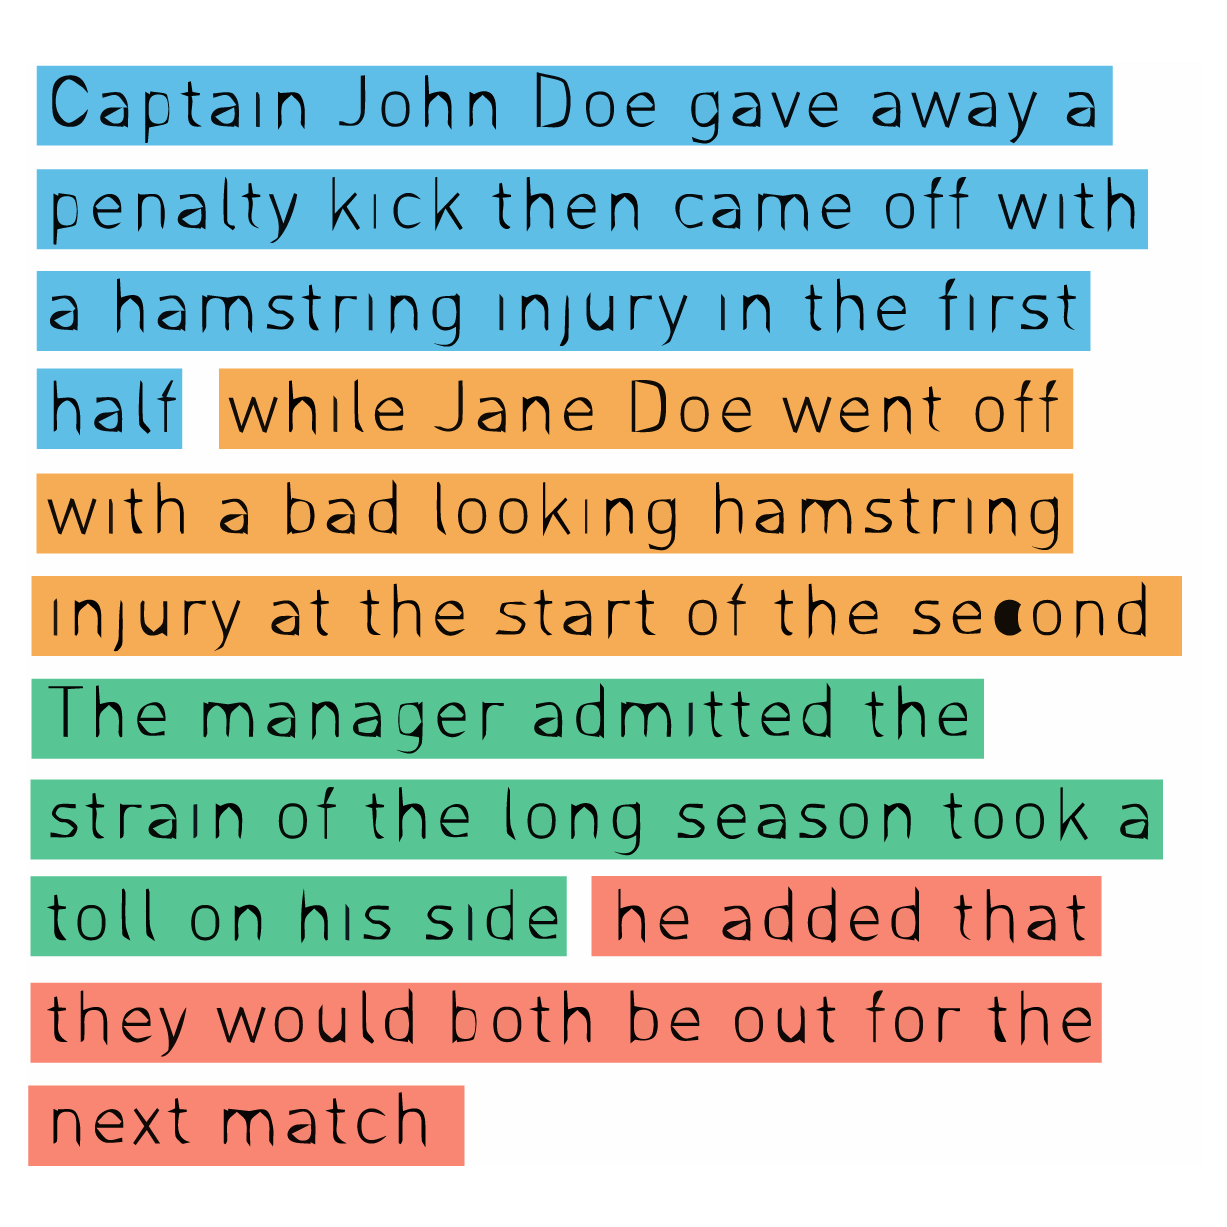 Captain John Doe gave away a
penalty kick then came off with
a hamstring injury in the first
half while Jane Doe went off
with a bad looking hamstring
injury at the start of the second
The manager admitted the
strain of the long season took a
toll on his side he added that
they would both be out for the
next match